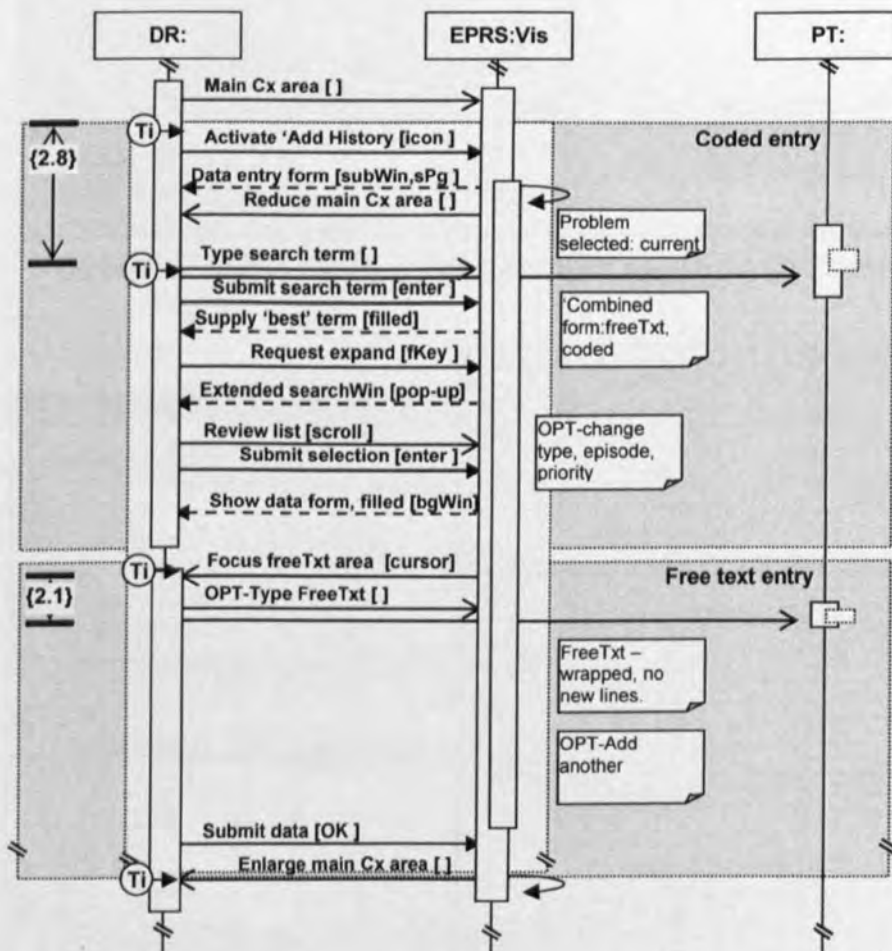 DR:
EPRS:Vis
PT:
Main Cx area [ ]
Ti
Coded entry
Activate ‘Add History [icon ]
{2.8}
Data entry form [subWin,sPg ]
Reduce main Cx area [ ]
Problem
selected: current
Type search term [ ]
Ti
Submit search term [enter]
‘Combined
form:freeTxt,
coded
Supply ‘best’ term [filled]
Request expand [fKey ]
Extended searchWin [pop-up]
OPT-change
type, episode,
priority
Review list [scroll ]
Submit selection [enter ]
Show data form, filled [bgWin]
Focus freeTxt area [cursor]
Ti
Free text entry
{2.1}
OPT-Type FreeTxt [ ]
FreeTxt –
wrapped, no
new lines.
OPT-Add
another
Submit data [OK ]
Enlarge main Cx area [ ]
Ti